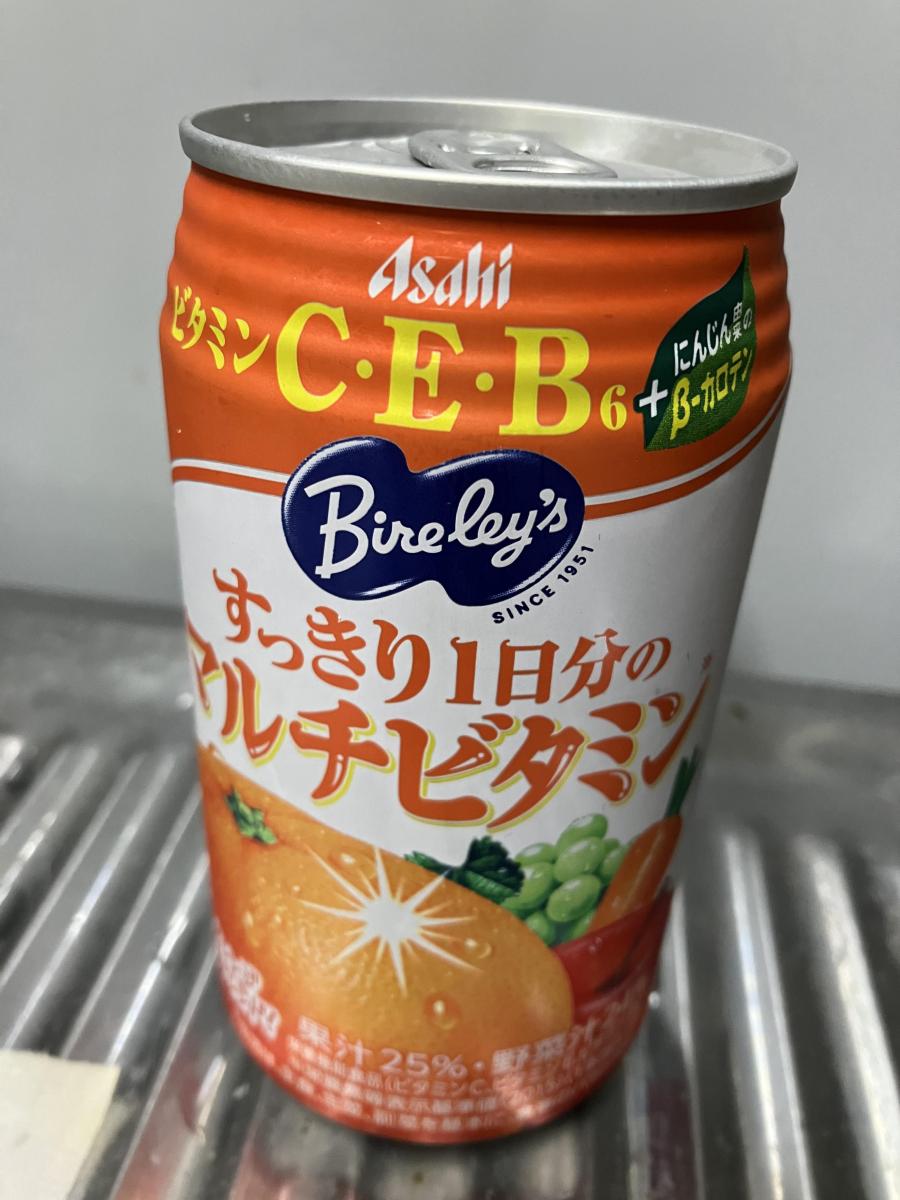 Asahi
ビタミンC・E・B6
+
にんじん由来の
β-カロテン
Bireley's
SINCE 1951
すっきり1日分の
マルチビタミン※
果汁25%・野菜汁